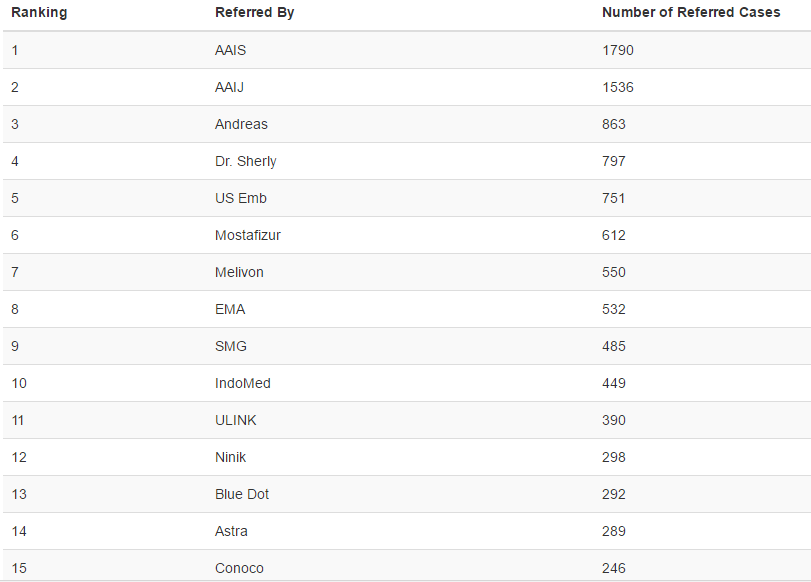 Ranking Referred By Number of Referred Cases
1 AAIS 1790
2 AAIJ 1536
3 Andreas 863
4 Dr. Sherly 797
5 US Emb 751
6 Mostafizur 612
7 Melivon 550
8 EMA 532
9 SMG 485
10 IndoMed 449
11 ULINK 390
12 Ninik 298
13 Blue Dot 292
14 Astra 289
15 Conoco 246